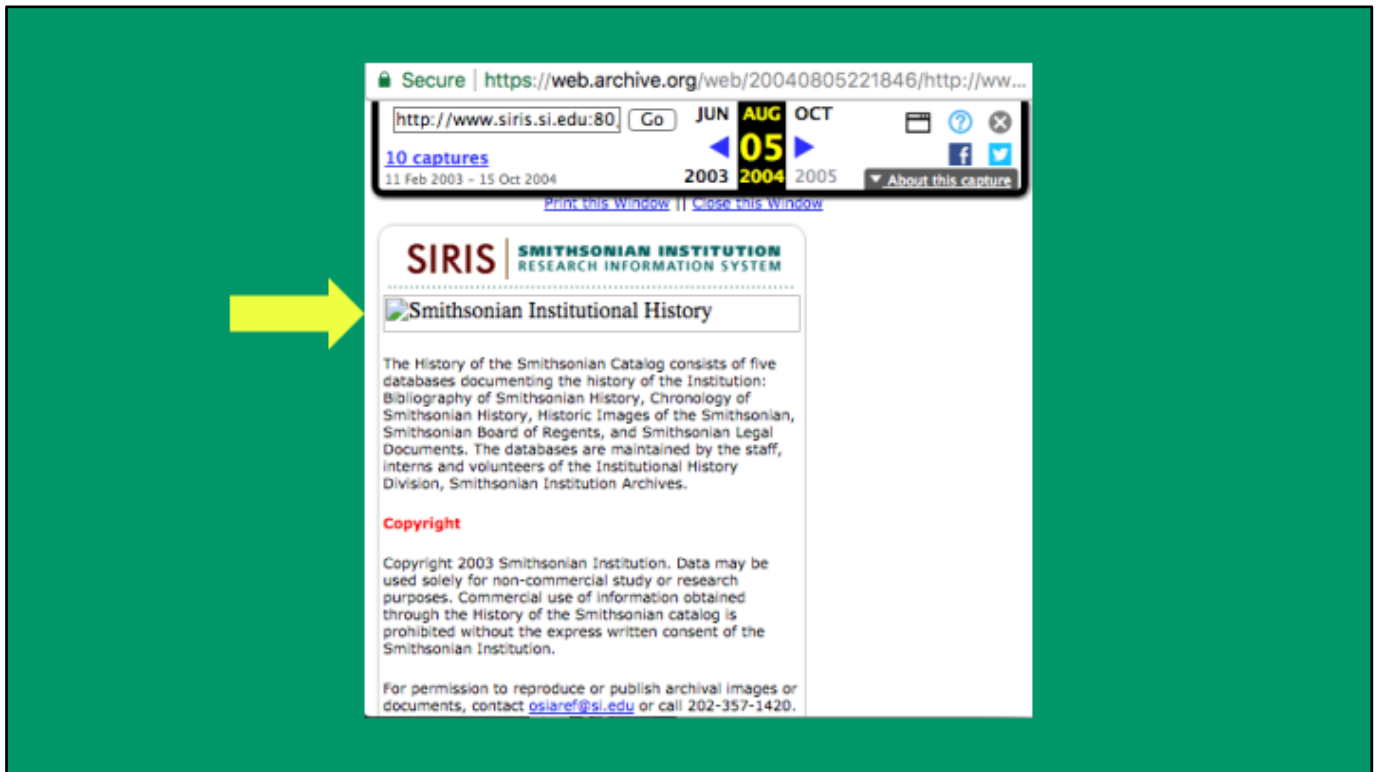 Secure | https://web.archive.org/web/20040805221846/http://ww...
http://www.siris.si.edu:80 Go JUN AUG OCT
05
10 captures
11 Feb 2003 – 15 Oct 2004 2003 2004 2005 About this capture
Print this Window || Close this Window
SIRIS SMITHSONIAN INSTITUTION
RESEARCH INFORMATION SYSTEM
Smithsonian Institutional History
The History of the Smithsonian Catalog consists of five
databases documenting the history of the Institution:
Bibliography of Smithsonian History, Chronology of
Smithsonian History, Historic Images of the Smithsonian,
Smithsonian Board of Regents, and Smithsonian Legal
Documents. The databases are maintained by the staff,
interns and volunteers of the Institutional History
Division, Smithsonian Institution Archives.
Copyright
Copyright 2003 Smithsonian Institution. Data may be
used solely for non-commercial study or research
purposes. Commercial use of information obtained
through the History of the Smithsonian catalog is
prohibited without the express written consent of the
Smithsonian Institution.
For permission to reproduce or publish archival images or
documents, contact osiaref@si.edu or call 202-357-1420.